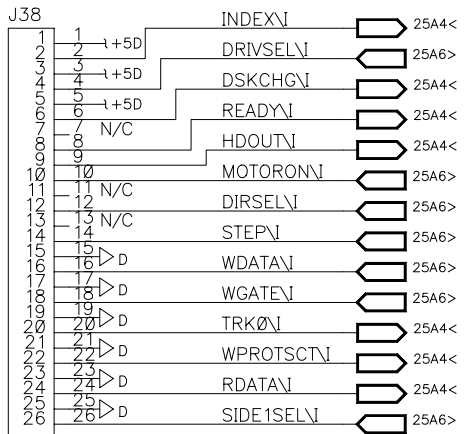 J38
INDEX\I 25A4<
1 1 +5D
2 2 DRIVSEL\I 25A6>
3 3 +5D
4 4 DSKCHG\I 25A4<
5 5 +5D
6 6 READY\I 25A4<
7 7 N/C
8 8 HDOUT\I 25A4<
9 9
10 10 MOTORON\I 25A6>
11 11 N/C
12 12 DIRSEL\I 25A6>
13 13 N/C
14 14 STEP\I 25A6>
15 15 D
16 16 WDATA\I 25A6>
17 17 D
18 18 WGATE\I 25A6>
19 19 D
20 20 TRK0\I 25A4<
21 21 D
22 22 WPROTSCT\I 25A4<
23 23 D
24 24 RDATA\I 25A4<
25 25 D
26 26 SIDE1SEL\I 25A6>